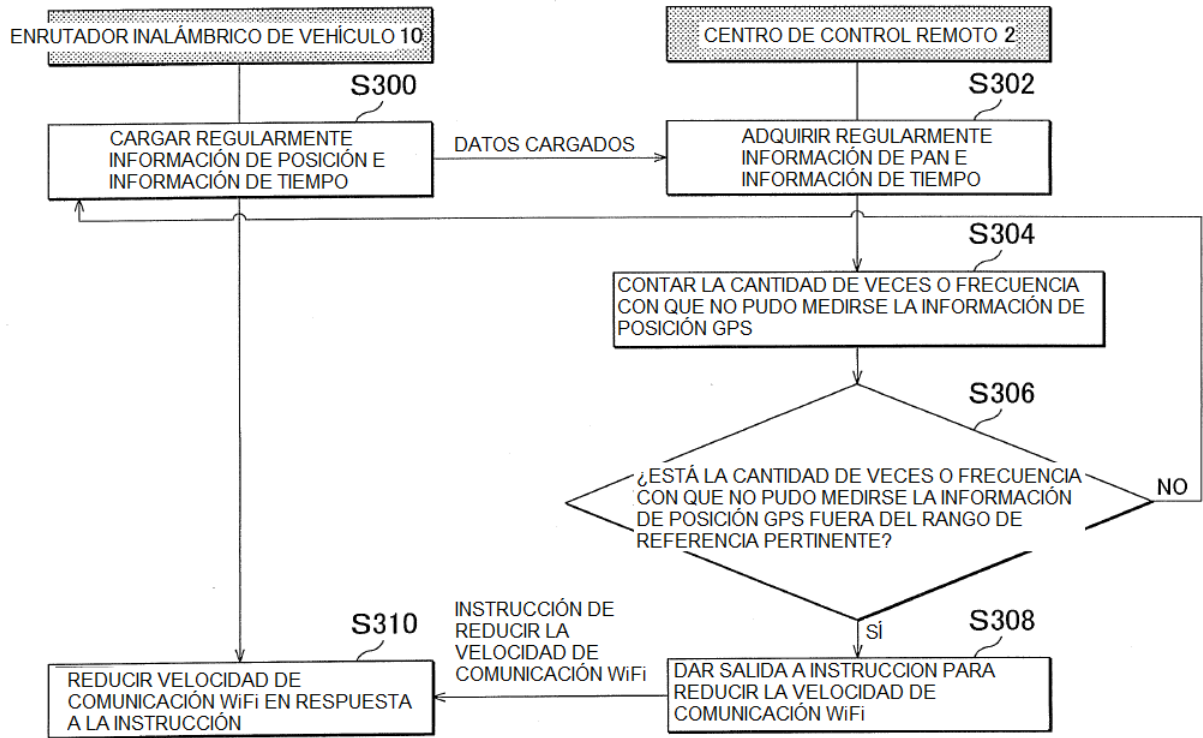 ENRUTADOR INALÁMBRICO DE VEHÍCULO 10
CENTRO DE CONTROL REMOTO 2
S300
S302
CARGAR REGULARMENTE
INFORMACIÓN DE POSICIÓN E
INFORMACIÓN DE TIEMPO
DATOS CARGADOS
ADQUIRIR REGULARMENTE
INFORMACIÓN DE PAN E
INFORMACIÓN DE TIEMPO
S304
CONTAR LA CANTIDAD DE VECES O FRECUENCIA
CON QUE NO PUDO MEDIRSE LA INFORMACIÓN DE
POSICIÓN GPS
S306
¿ESTÁ LA CANTIDAD DE VECES O FRECUENCIA
CON QUE NO PUDO MEDIRSE LA INFORMACIÓN
DE POSICIÓN GPS FUERA DEL RANGO DE
REFERENCIA PERTINENTE?
NO
SÍ
S308
DAR SALIDA A INSTRUCCION PARA
REDUCIR LA VELOCIDAD DE
COMUNICACIÓN WiFi
INSTRUCCIÓN DE
REDUCIR LA
VELOCIDAD DE
COMUNICACIÓN WiFi
S310
REDUCIR VELOCIDAD DE
COMUNICACIÓN WiFi EN RESPUESTA
A LA INSTRUCCIÓN